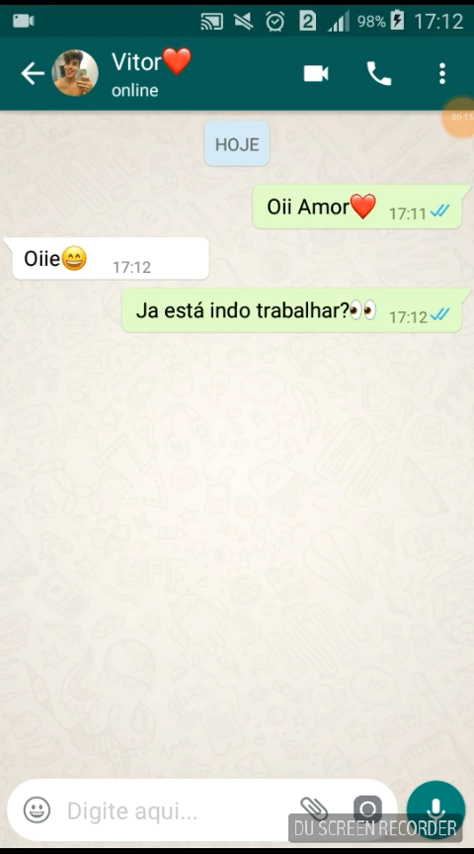 2 98% 17:12
Vitor❤️
online
00:15
HOJE
Oii Amor❤️ 17:11
Oiie😄 17:12
Ja está indo trabalhar?👀 17:12
Digite aqui...
DU SCREEN RECORDER